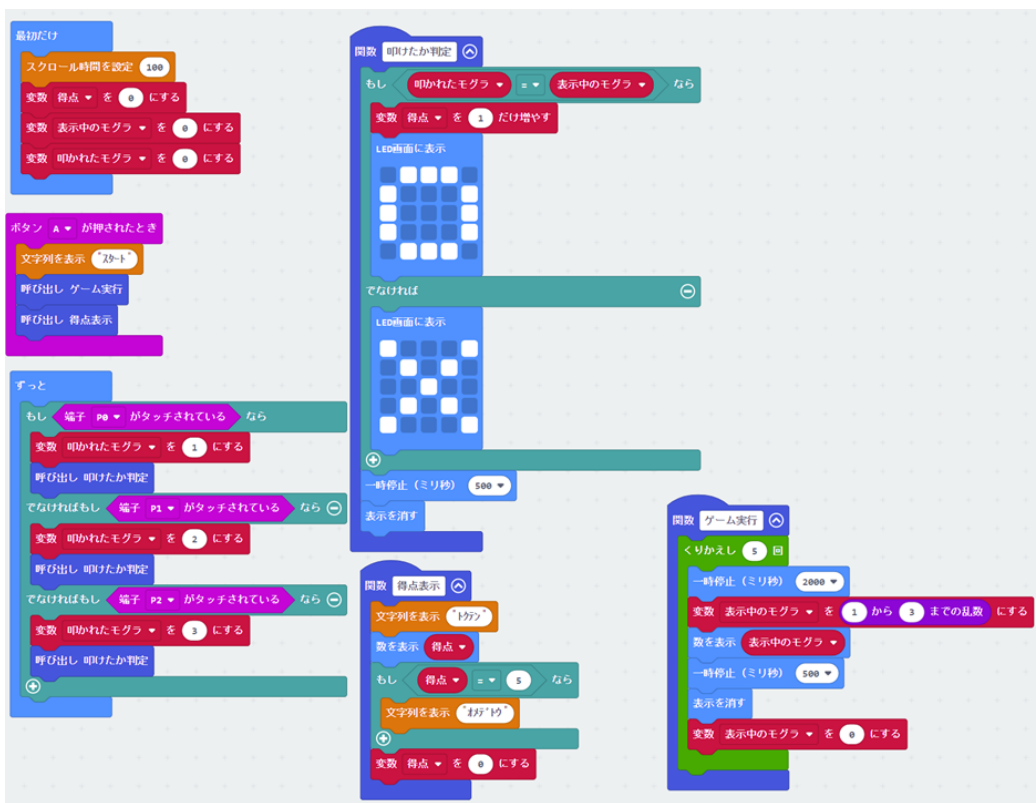 最初だけ
スクロール時間を設定 100
変数 得点 を 0 にする
変数 表示中のモグラ を 0 にする
変数 叩かれたモグラ を 0 にする
ボタン A が押されたとき
文字列を表示 "ｽﾀｰﾄ"
呼び出し ゲーム実行
呼び出し 得点表示
ずっと
もし 端子 P0 がタッチされている なら
変数 叩かれたモグラ を 1 にする
呼び出し 叩けたか判定
でなければもし 端子 P1 がタッチされている なら
変数 叩かれたモグラ を 2 にする
呼び出し 叩けたか判定
でなければもし 端子 P2 がタッチされている なら
変数 叩かれたモグラ を 3 にする
呼び出し 叩けたか判定
関数 叩けたか判定
もし 叩かれたモグラ = 表示中のモグラ なら
変数 得点 を 1 だけ増やす
LED画面に表示
でなければ
LED画面に表示
一時停止（ミリ秒） 500
表示を消す
関数 得点表示
文字列を表示 "ﾄｸﾃﾝ"
数を表示 得点
もし 得点 = 5 なら
文字列を表示 "ｵﾒﾃﾞﾄｳ"
変数 得点 を 0 にする
関数 ゲーム実行
くりかえし 5 回
一時停止（ミリ秒） 2000
変数 表示中のモグラ を 1 から 3 までの乱数 にする
数を表示 表示中のモグラ
一時停止（ミリ秒） 500
表示を消す
変数 表示中のモグラ を 0 にする